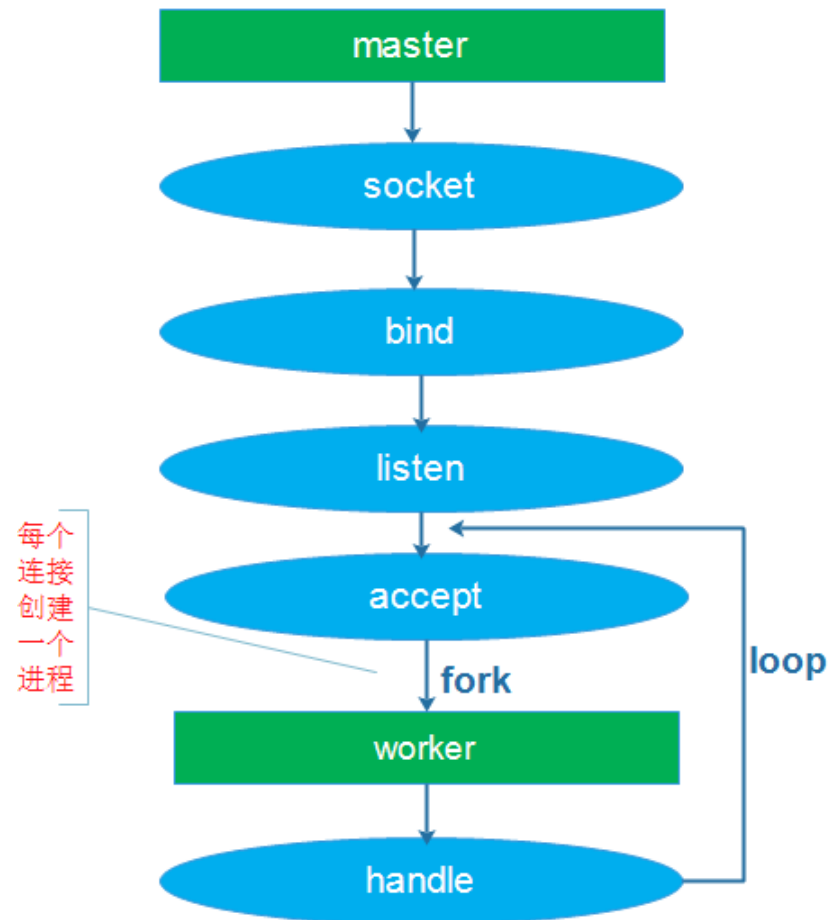 master
socket
bind
listen
每个
连接
创建
一个
进程
accept
fork
loop
worker
handle